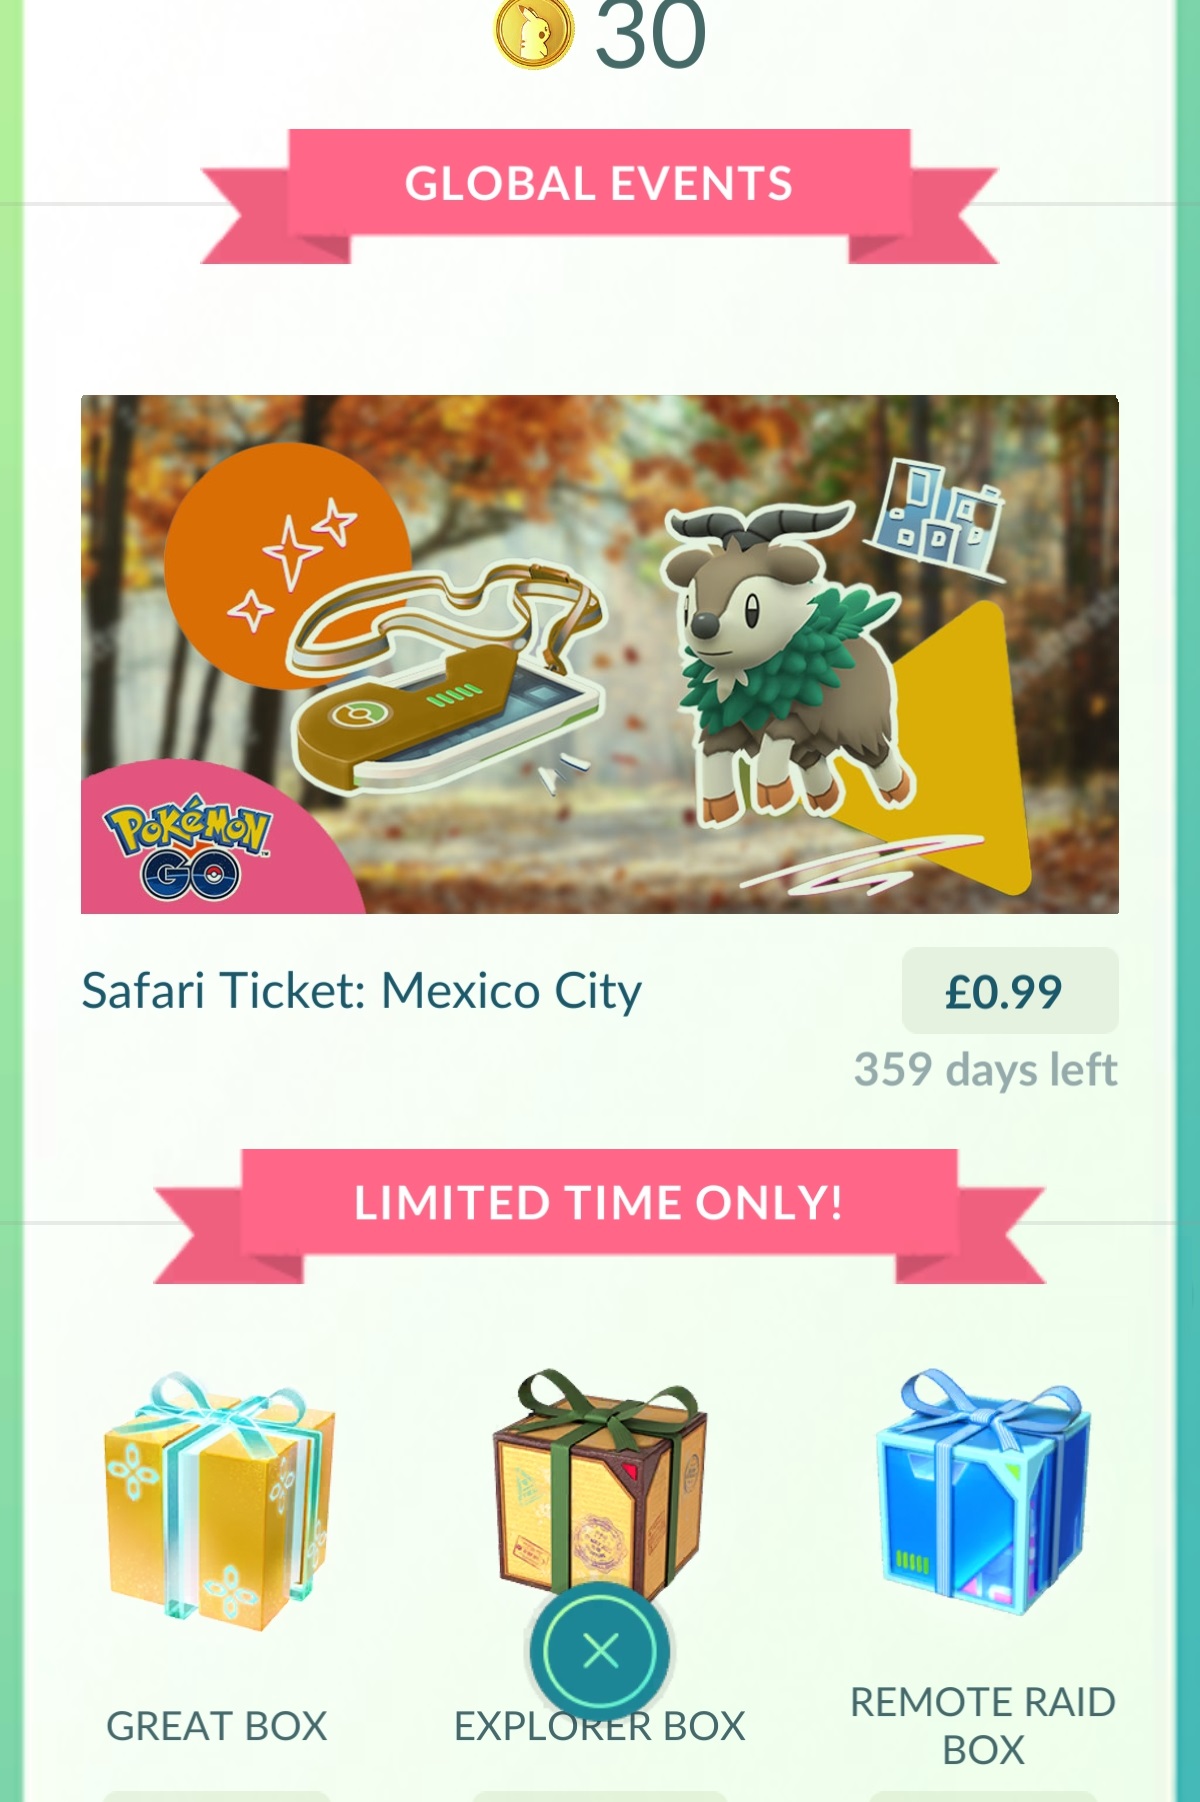 30
GLOBAL EVENTS
POKÉMON
GO
Safari Ticket: Mexico City
£0.99
359 days left
LIMITED TIME ONLY!
GREAT BOX
EXPLORER BOX
REMOTE RAID
BOX